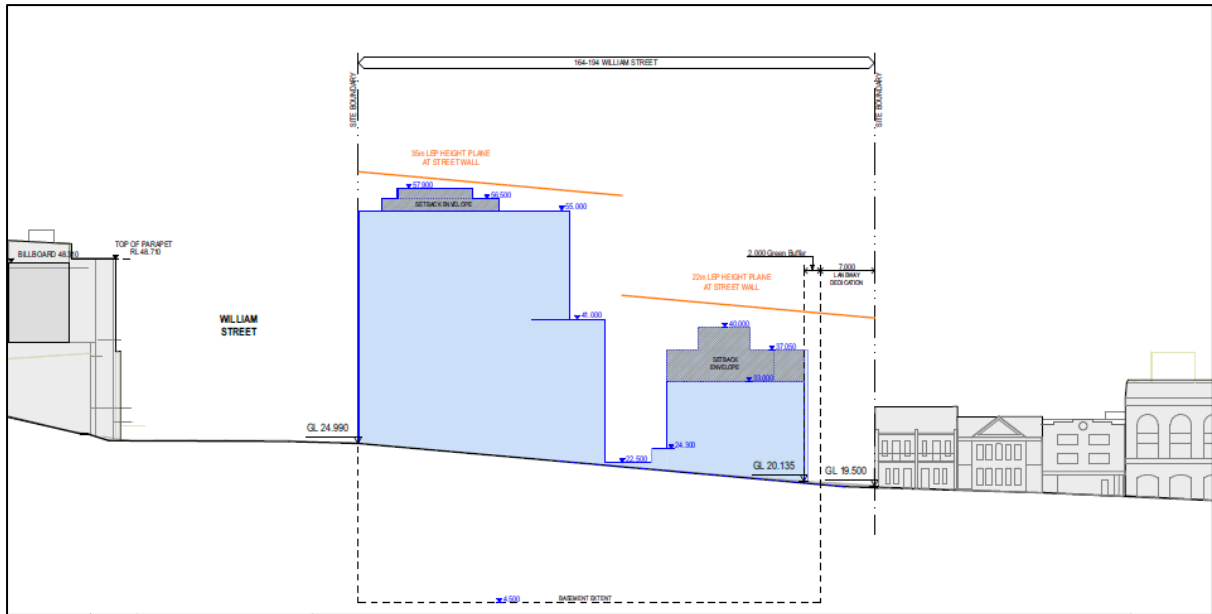 164-194 WILLIAM STREET
SITE BOUNDARY
SITE BOUNDARY
35m LEP HEIGHT PLANE
AT STREET WALL
57.900
56.500
SETBACK ENVELOPE
55.000
TOP OF PARAPET
RL 48.710
BILLBOARD 48.310
2.000 Green Buffer
7.000
LANEWAY
DEDICATION
22m LEP HEIGHT PLANE
AT STREET WALL
WILLIAM
STREET
41.000
40.000
37.050
SETBACK
ENVELOPE
33.000
GL 24.990
24.300
22.500
GL 20.135
GL 19.500
4.500
BASEMENT EXTENT